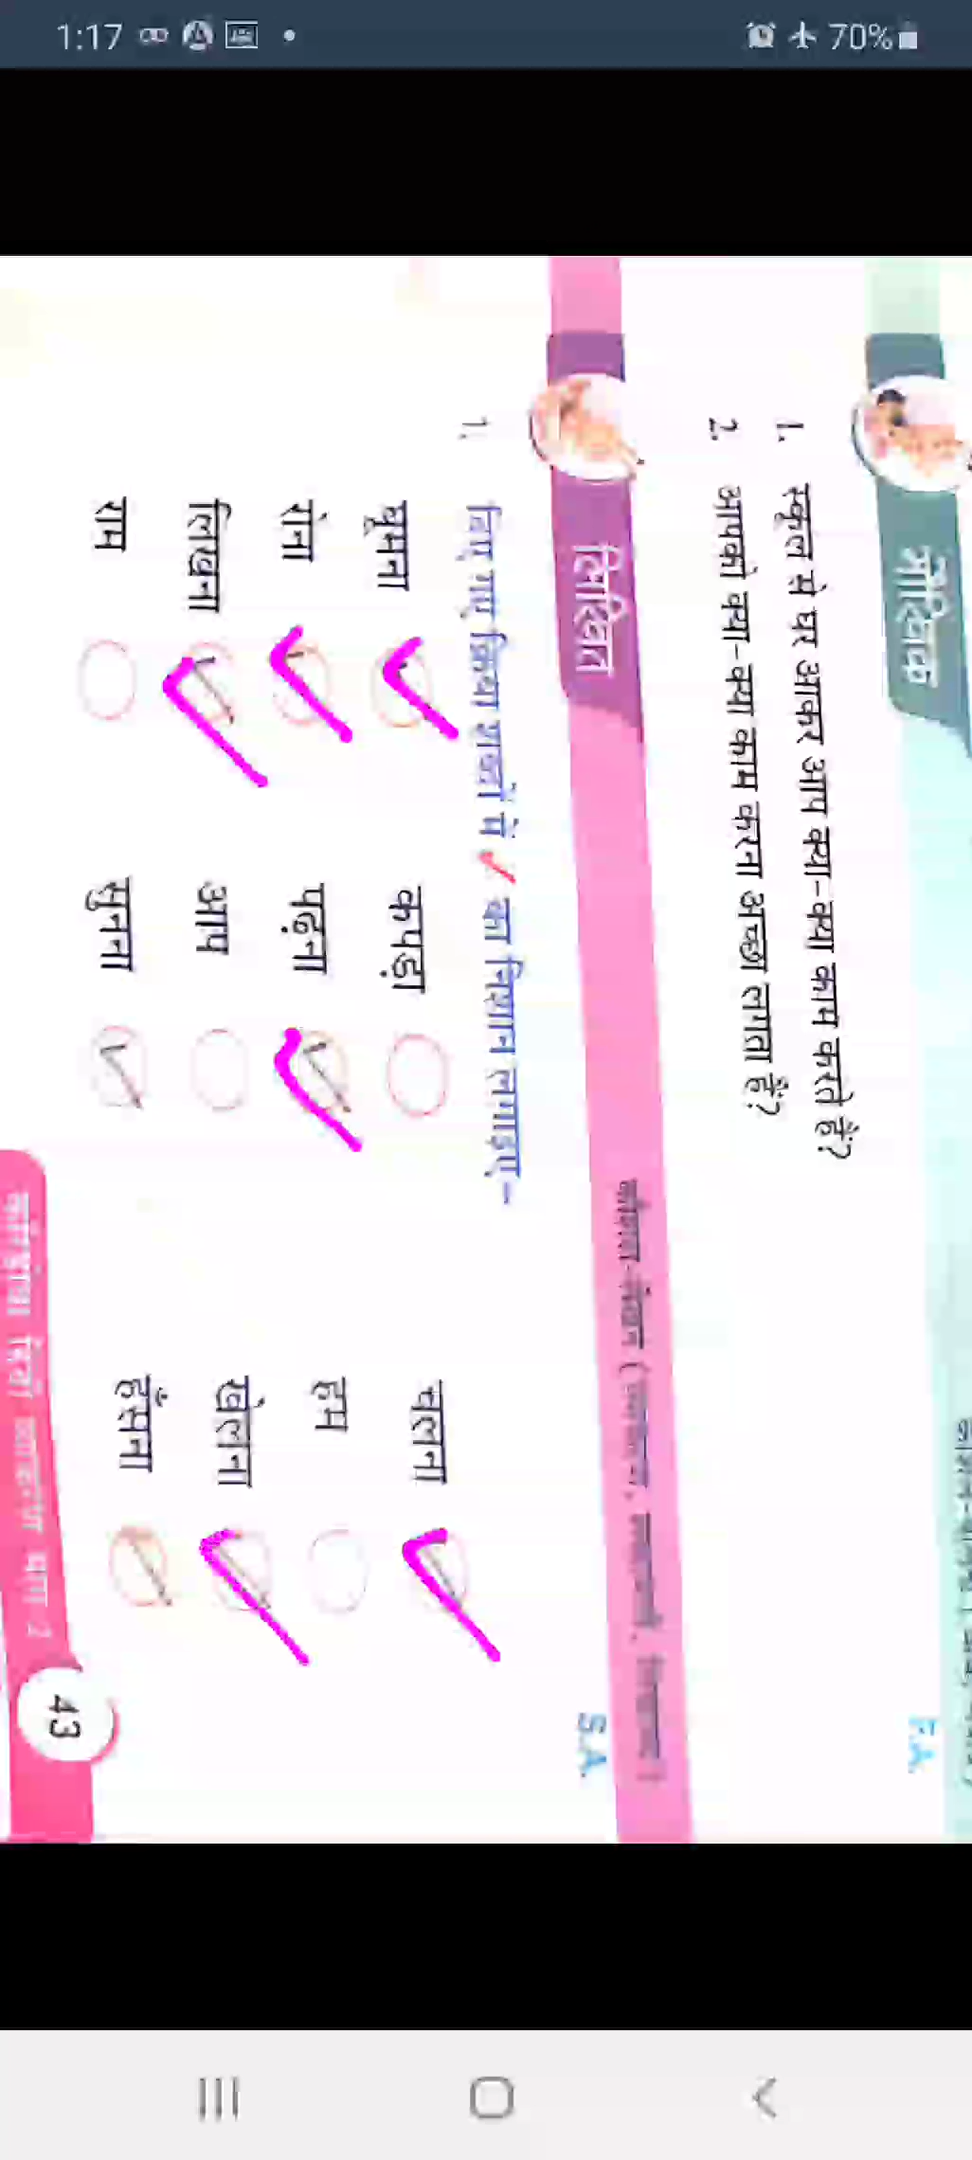 1:17
70%
मौखिक
F.A.
1. स्कूल से घर आकर आप क्या-क्या काम करते हैं?
2. आपको क्या-क्या काम करना अच्छा लगता है?
लिखित
S.A.
1. दिए गए क्रिया शब्दों में ✓ का निशान लगाइए-
घूमना कपड़ा चलना
रोना पढ़ना हम
लिखना आप खेलना
राम सुनना हँसना
43